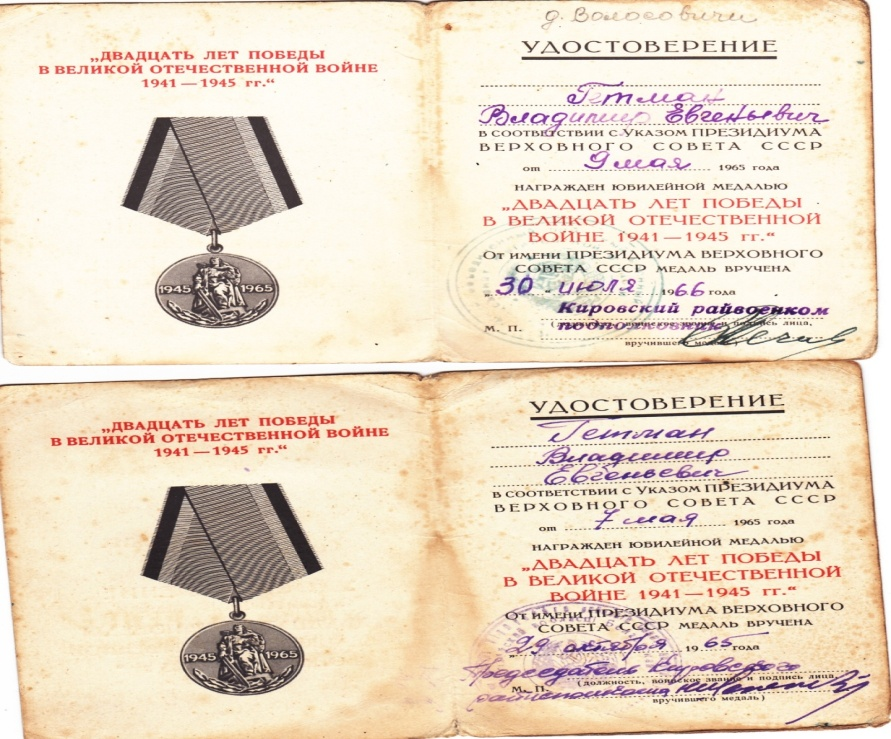 „ДВАДЦАТЬ ЛЕТ ПОБЕДЫ
В ВЕЛИКОЙ ОТЕЧЕСТВЕННОЙ ВОЙНЕ
1941—1945 гг.“
1945 1965
д. Волосовичи
УДОСТОВЕРЕНИЕ
Гетман
Владимир Евгеньевич
в соответствии с Указом ПРЕЗИДИУМА
ВЕРХОВНОГО СОВЕТА СССР
от 9 мая 1965 года
НАГРАЖДЕН ЮБИЛЕЙНОЙ МЕДАЛЬЮ
„ДВАДЦАТЬ ЛЕТ ПОБЕДЫ
В ВЕЛИКОЙ ОТЕЧЕСТВЕННОЙ
ВОЙНЕ 1941—1945 гг.“
От имени ПРЕЗИДИУМА ВЕРХОВНОГО
СОВЕТА СССР МЕДАЛЬ ВРУЧЕНА
„30 июля 1966 года
Кировский райвоенком
М. П. (должность, воинское звание и подпись лица,
вручившего медаль)
„ДВАДЦАТЬ ЛЕТ ПОБЕДЫ
В ВЕЛИКОЙ ОТЕЧЕСТВЕННОЙ ВОЙНЕ
1941—1945 гг.“
1945 1965
УДОСТОВЕРЕНИЕ
Гетман
Владимир
Евгеньевич
в соответствии с Указом ПРЕЗИДИУМА
ВЕРХОВНОГО СОВЕТА СССР
от 7 мая 1965 года
НАГРАЖДЕН ЮБИЛЕЙНОЙ МЕДАЛЬЮ
„ДВАДЦАТЬ ЛЕТ ПОБЕДЫ
В ВЕЛИКОЙ ОТЕЧЕСТВЕННОЙ
ВОЙНЕ 1941—1945 гг.“
От имени ПРЕЗИДИУМА ВЕРХОВНОГО
СОВЕТА СССР МЕДАЛЬ ВРУЧЕНА
„29 октября 1965 года
Председатель Кировского
М. П. (должность, воинское звание и подпись лица,
райисполкома
вручившего медаль)